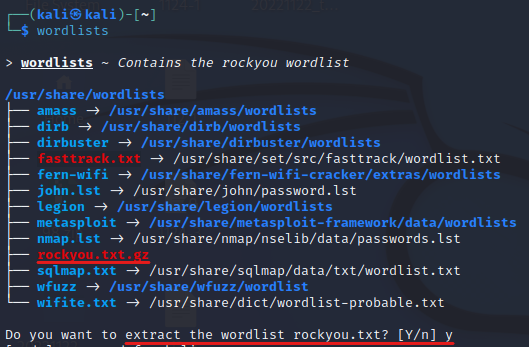 ┌──(kali㉿kali)-[~]
└─$ wordlists
> wordlists ~ Contains the rockyou wordlist
/usr/share/wordlists
├── amass → /usr/share/amass/wordlists
├── dirb → /usr/share/dirb/wordlists
├── dirbuster → /usr/share/dirbuster/wordlists
├── fasttrack.txt → /usr/share/set/src/fasttrack/wordlist.txt
├── fern-wifi → /usr/share/fern-wifi-cracker/extras/wordlists
├── john.lst → /usr/share/john/password.lst
├── legion → /usr/share/legion/wordlists
├── metasploit → /usr/share/metasploit-framework/data/wordlists
├── nmap.lst → /usr/share/nmap/nselib/data/passwords.lst
├── rockyou.txt.gz
├── sqlmap.txt → /usr/share/sqlmap/data/txt/wordlist.txt
├── wfuzz → /usr/share/wfuzz/wordlist
└── wifite.txt → /usr/share/dict/wordlist-probable.txt
Do you want to extract the wordlist rockyou.txt? [Y/n] y